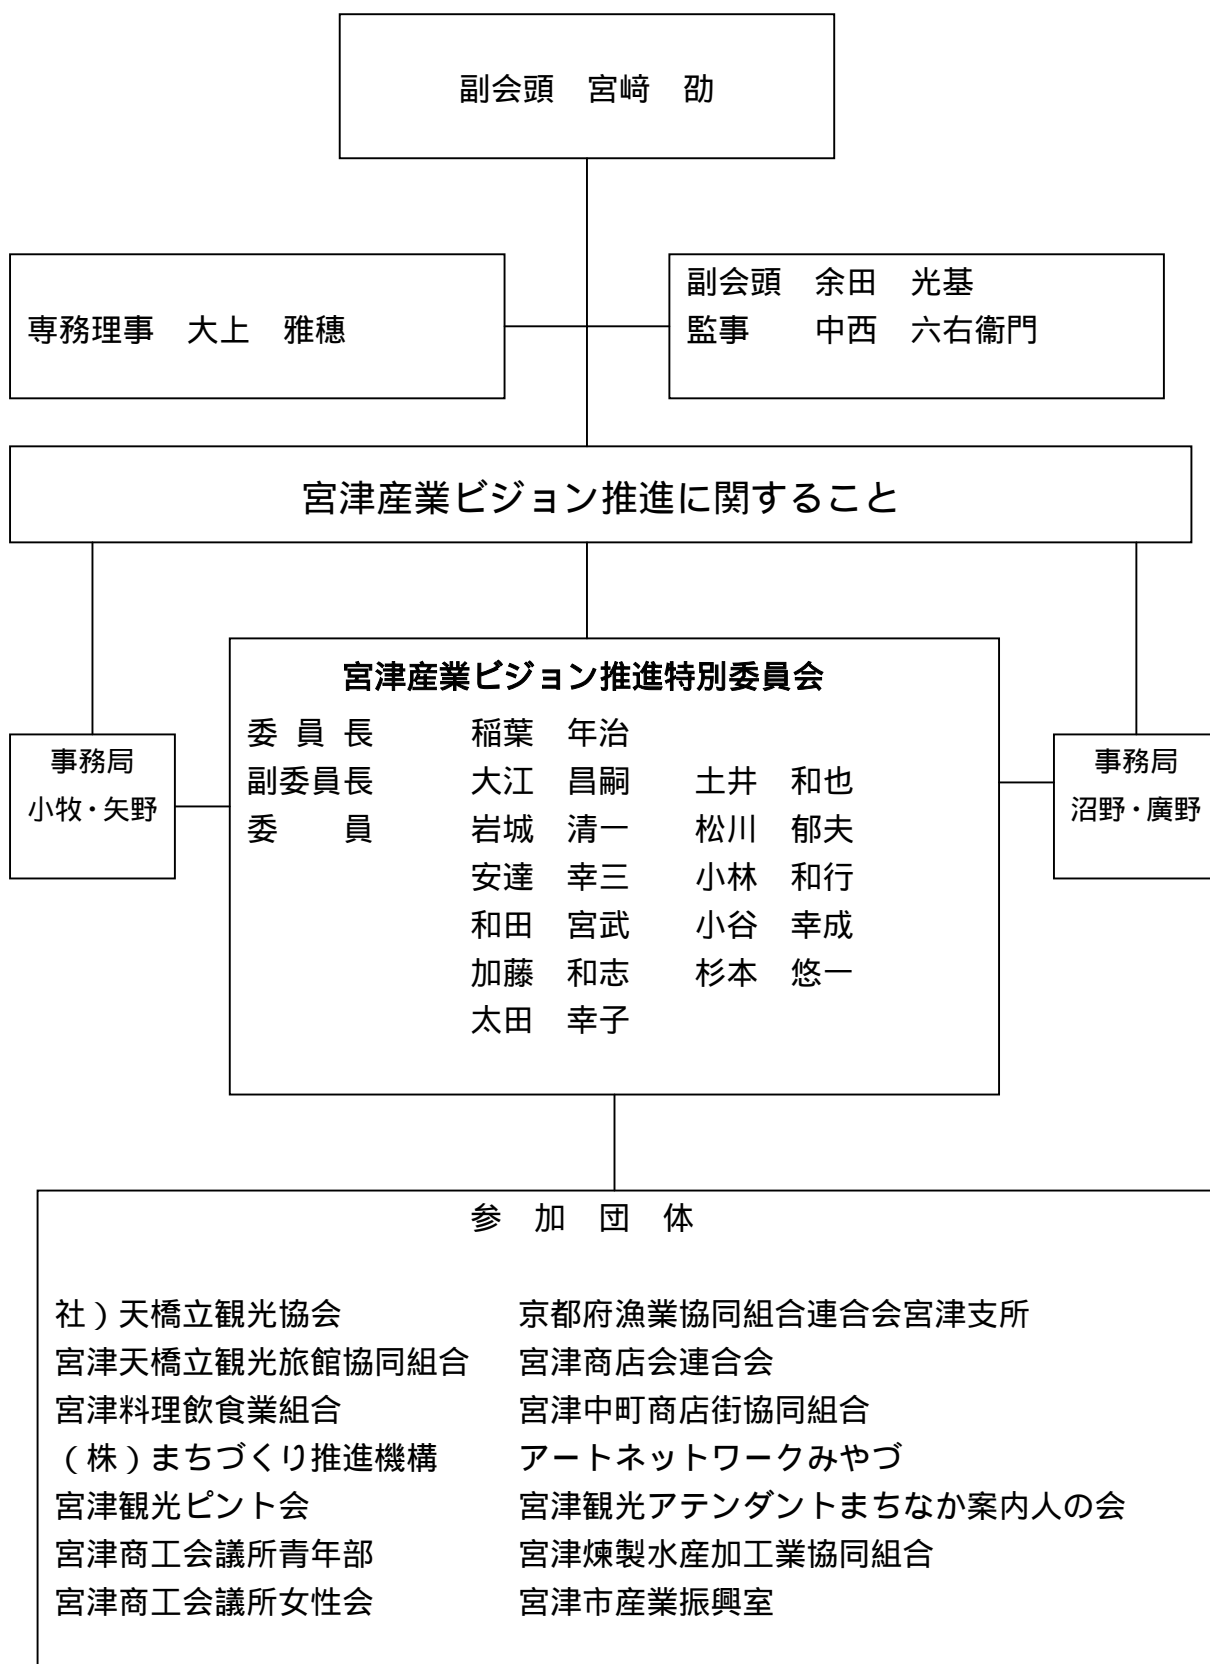 副会頭　宮﨑　劭
専務理事　大上　雅穗
副会頭　余田　光基
監事　　中西　六右衞門
宮津産業ビジョン推進に関すること
宮津産業ビジョン推進特別委員会
委 員 長　　　稲葉　年治
副委員長　　　大江　昌嗣　　土井　和也
委　　員　　　岩城　清一　　松川　郁夫
安達　幸三　　小林　和行
和田　宮武　　小谷　幸成
加藤　和志　　杉本　悠一
太田　幸子
事務局
小牧・矢野
事務局
沼野・廣野
参　加　団　体
社）天橋立観光協会　　京都府漁業協同組合連合会宮津支所
宮津天橋立観光旅館協同組合　　宮津商店会連合会
宮津料理飲食業組合　　宮津中町商店街協同組合
（株）まちづくり推進機構　　アートネットワークみやづ
宮津観光ピント会　　宮津観光アテンダントまちなか案内人の会
宮津商工会議所青年部　　宮津煉製水産加工業協同組合
宮津商工会議所女性会　　宮津市産業振興室